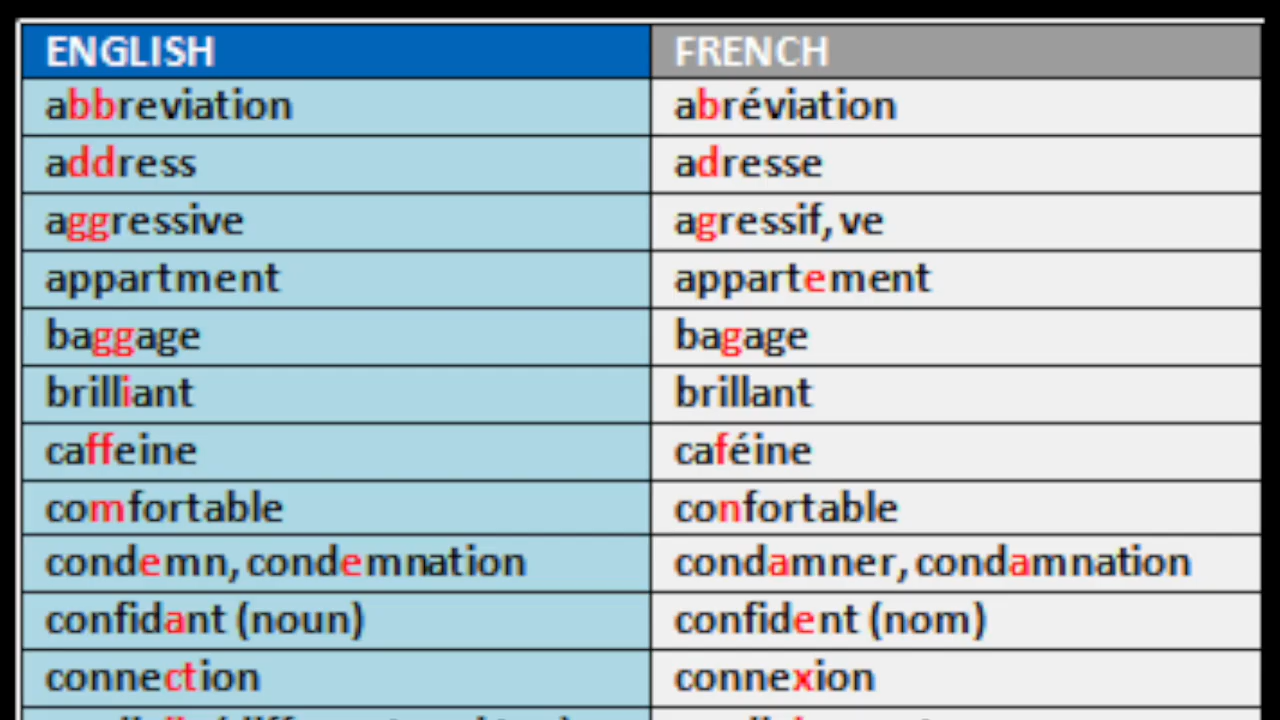 ENGLISH FRENCH
abbreviation abréviation
address adresse
aggressive agressif, ve
appartment appartement
baggage bagage
brilliant brillant
caffeine caféine
comfortable confortable
condemn, condemnation condamner, condamnation
confidant (noun) confident (nom)
connection connexion